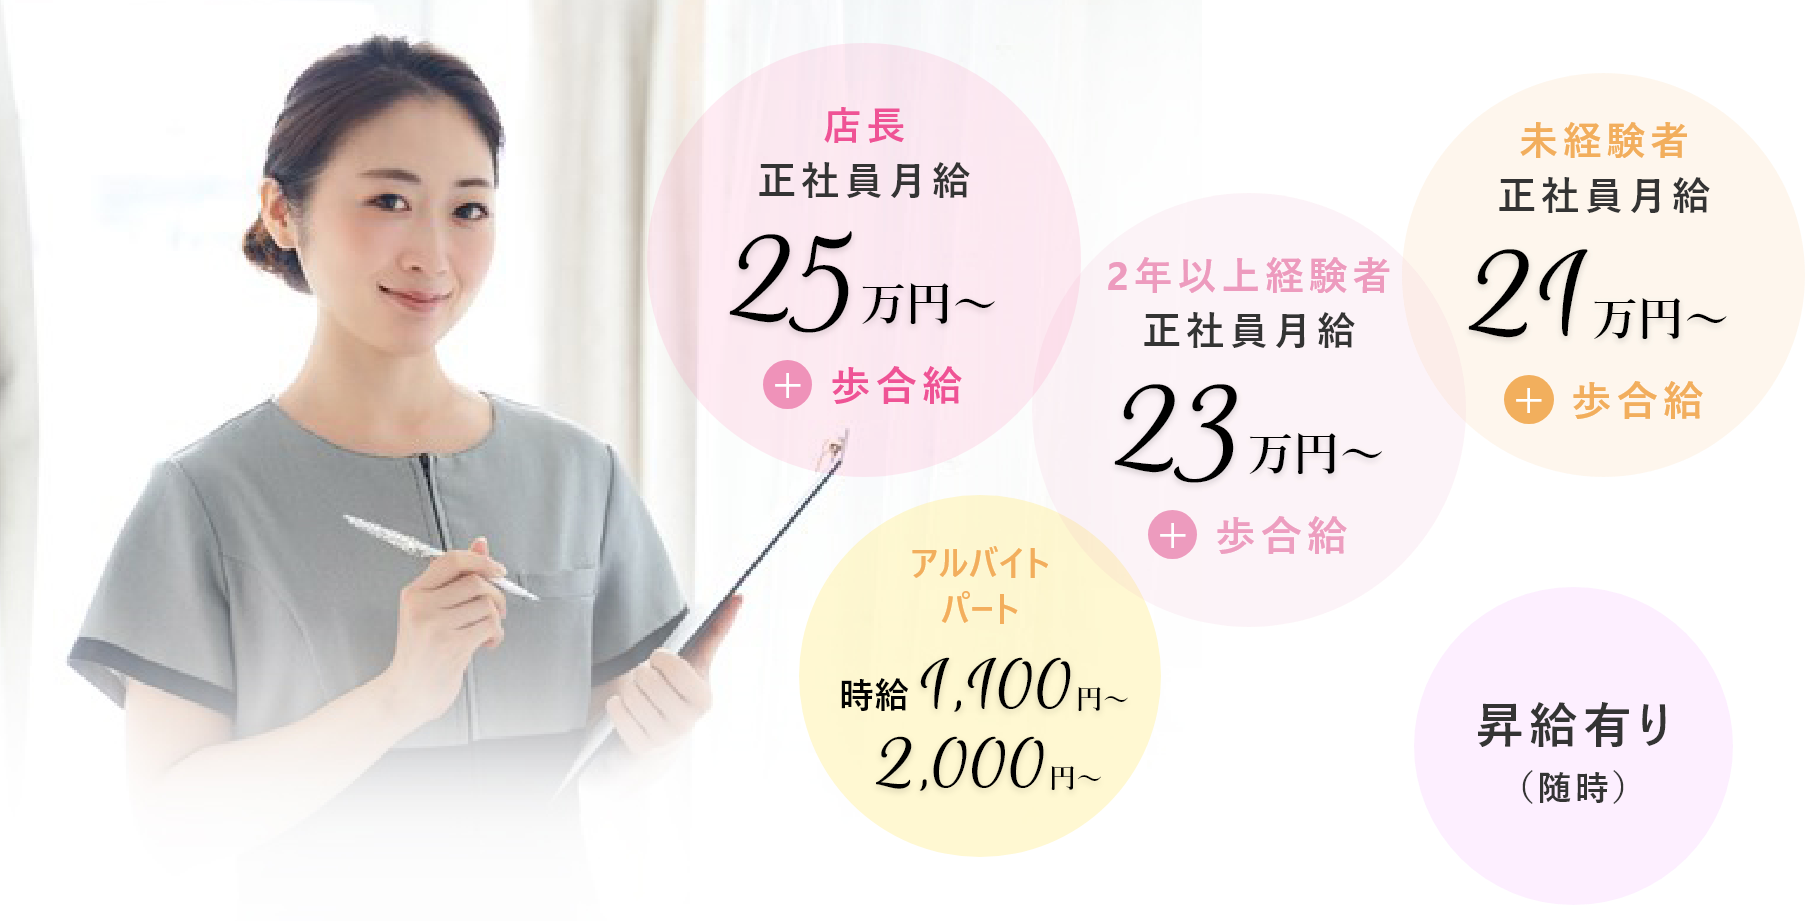 店長
正社員月給
25万円～
＋ 歩合給
2年以上経験者
正社員月給
23万円～
＋ 歩合給
未経験者
正社員月給
21万円～
＋ 歩合給
アルバイト
パート
時給1,100円～
2,000円～
昇給有り
（随時）